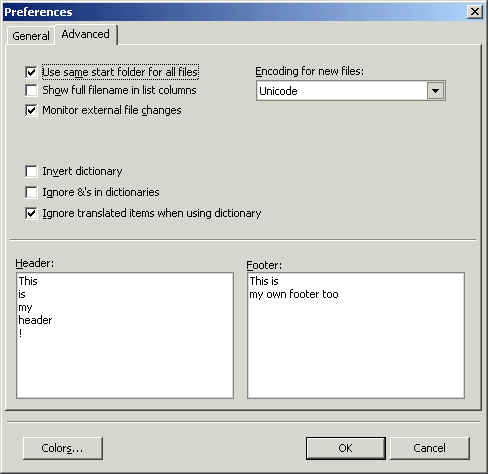 Preferences
General Advanced
Use same start folder for all files
Encoding for new files:
Show full filename in list columns
Unicode
Monitor external file changes
Invert dictionary
Ignore &'s in dictionaries
Ignore translated items when using dictionary
Header:
This
is
my
header
!
Footer:
This is
my own footer too
Colors...
OK
Cancel